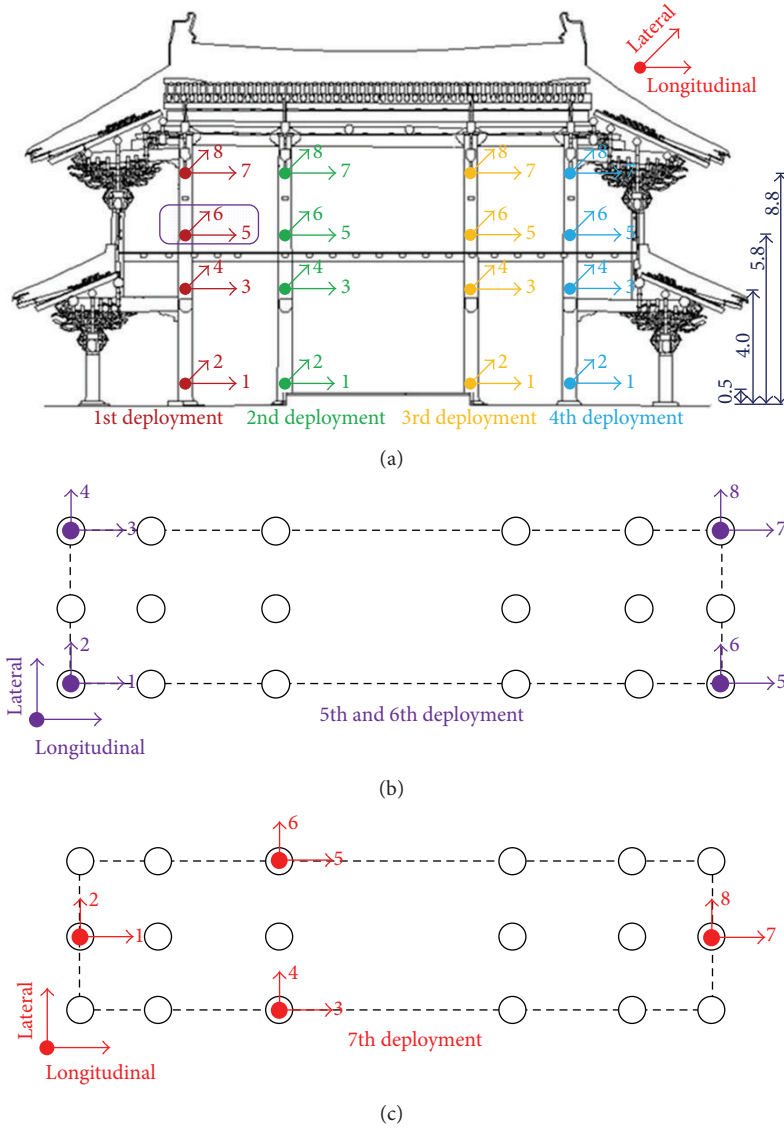 Lateral
Longitudinal
8 8 8 8
7 7 7 7
6 6 6 6
5 5 5 5
4 4 4 4
3 3 3 3
2 2 2 2
1 1 1 1
0.5 4.0 5.8 8.8
1st deployment 2nd deployment 3rd deployment 4th deployment
(a)
4 8
3 7
2 6
1 5
Lateral
5th and 6th deployment
Longitudinal
(b)
6
5
2 8
1 7
4
3
Lateral
7th deployment
Longitudinal
(c)